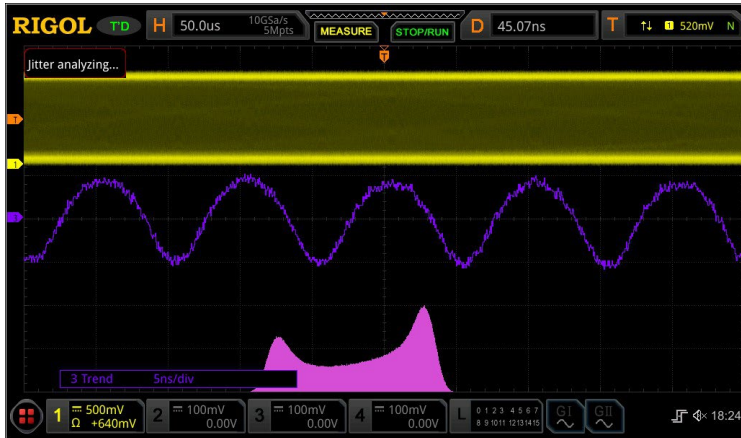 RIGOL T'D H 50.0us 10GSa/s 5Mpts MEASURE STOP/RUN D 45.07ns T 1 520mV N
Jitter analyzing...
T
T
1
3 Trend 5ns/div
1 500mV Ω +640mV 2 100mV 0.00V 3 100mV 0.00V 4 100mV 0.00V L 0 1 2 3 4 5 6 7 8 9 10 11 12 13 14 15 GI GII 18:24